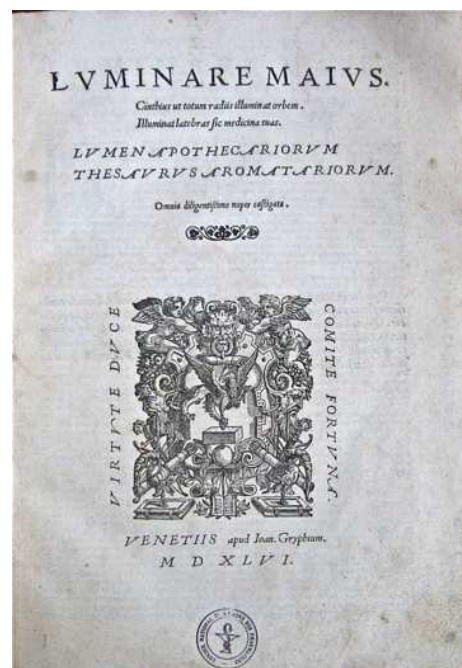 LVMINARE MAIVS.
Cinthius ut totum radiis illuminat orbem.
Illuminat latebras sic medicina tuas.
LVMEN APOTHECARIORVM
THESAVRVS AROMATARIORVM.
Omnia diligentissime nuper castigata.
VIRTVTE DVCE
COMITE FORTVNA.
VENETIIS apud Ioan. Gryphium.
M D XLVI.